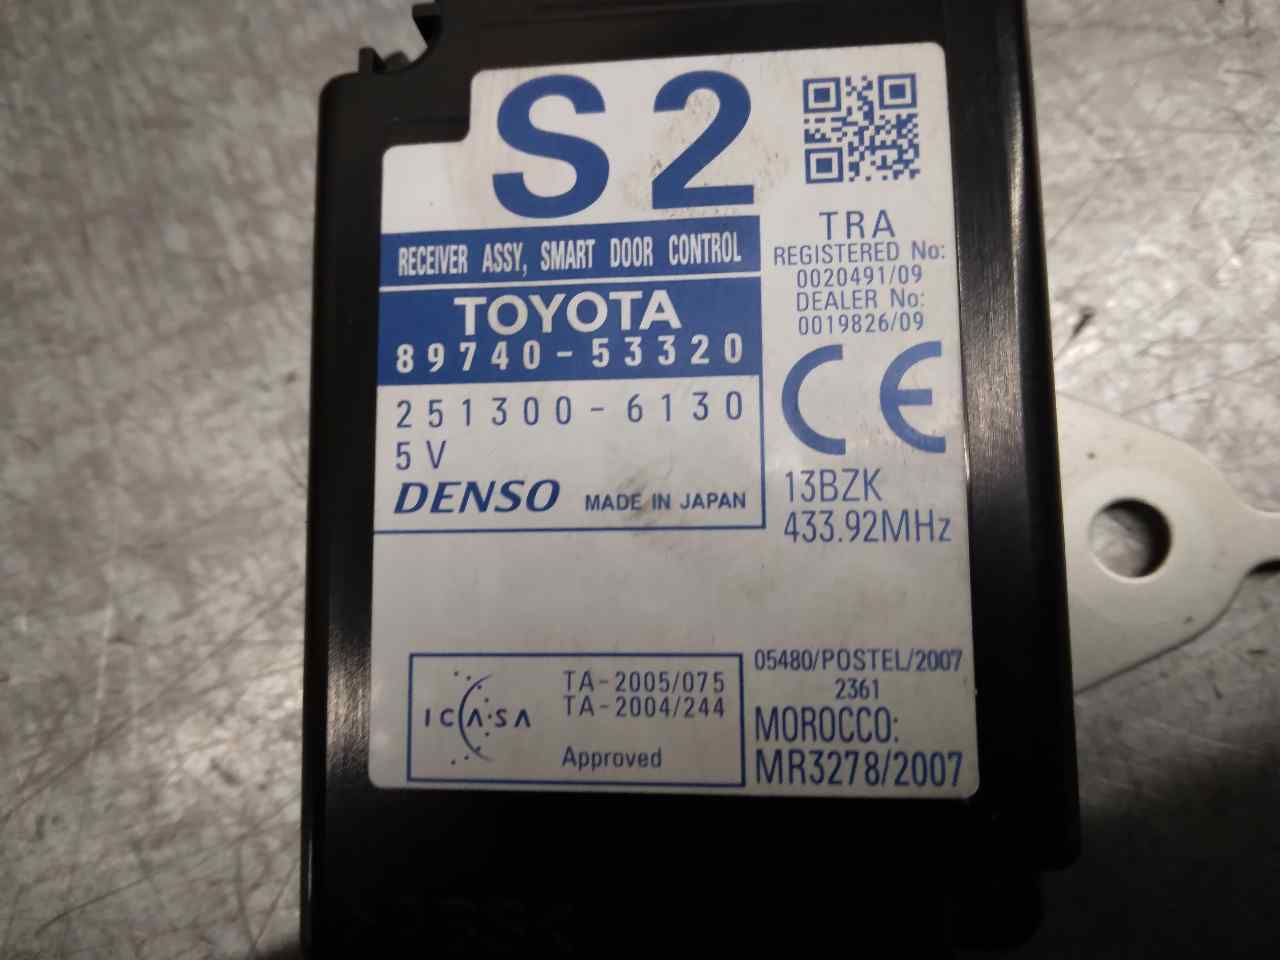 S2
RECEIVER ASSY, SMART DOOR CONTROL
TOYOTA
89740-53320
251300-6130
5V
DENSO MADE IN JAPAN
TRA
REGISTERED No:
0020491/09
DEALER No:
0019826/09
CE
13BZK
433.92MHz
ICASA
TA-2005/075
TA-2004/244
Approved
05480/POSTEL/2007
2361
MOROCCO:
MR3278/2007